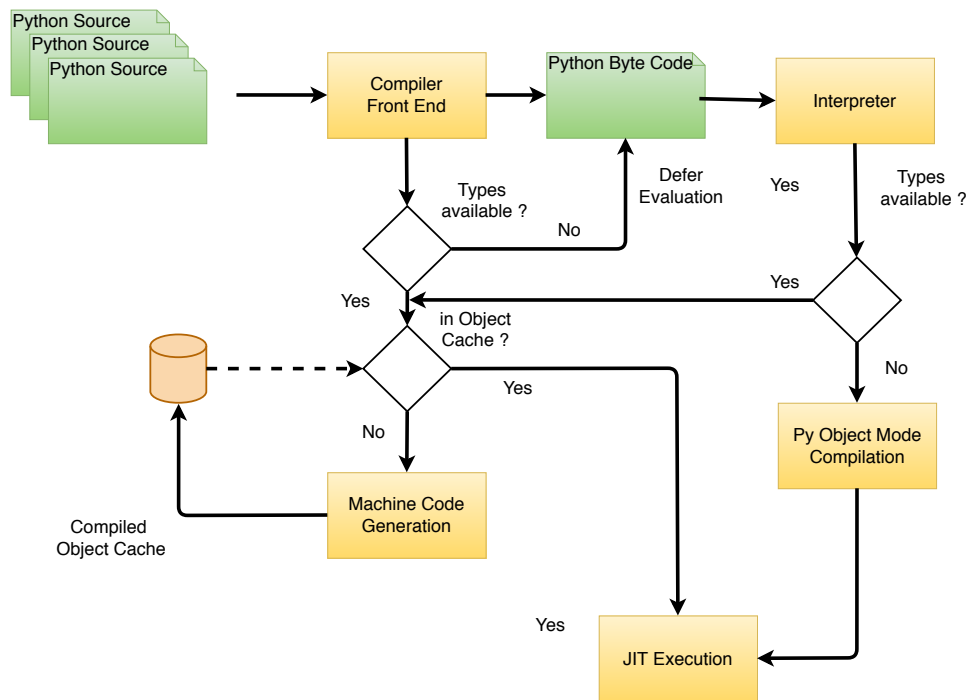 Python Source
Python Source
Python Source
Compiler
Front End
Python Byte Code
Interpreter
Types
available ?
Defer
Evaluation
Yes
Types
available ?
No
Yes
Yes
in Object
Cache ?
No
Yes
No
Py Object Mode
Compilation
Machine Code
Generation
Compiled
Object Cache
Yes
JIT Execution